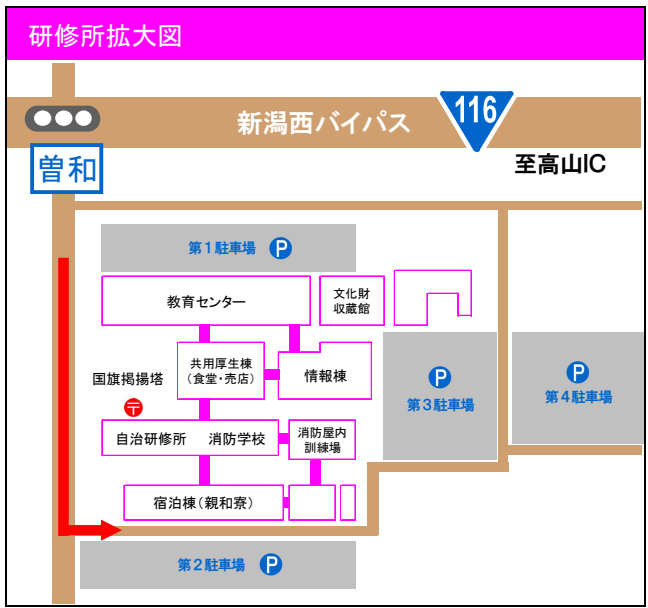 研修所拡大図
116
新潟西バイパス
曽和
至高山IC
第1駐車場 P
教育センター
文化財
収蔵館
共用厚生棟
(食堂・売店)
情報棟
国旗掲揚塔
〒
P
第3駐車場
P
第4駐車場
自治研修所 消防学校
消防屋内
訓練場
宿泊棟(親和寮)
第2駐車場 P